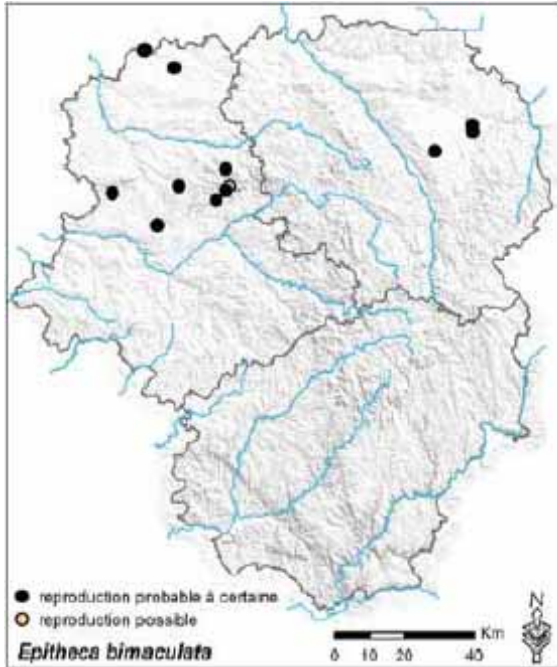 N
reproduction probable à certaine
reproduction possible
Epitheca bimaculata
Km
0 10 20 40